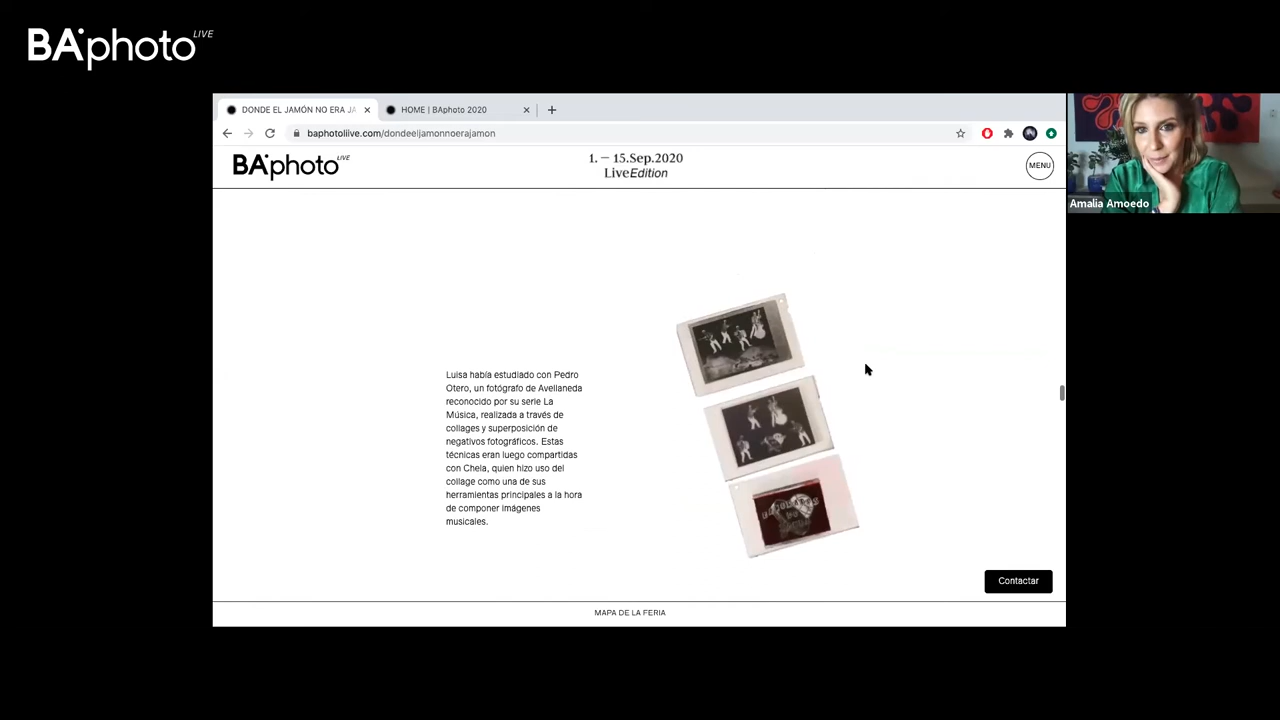 BAphoto LIVE
DONDE EL JAMÓN NO ERA JA
HOME | BAphoto 2020
baphotoliive.com/dondeeljamonnoerajamon
BAphoto LIVE
1. — 15.Sep.2020
LiveEdition
MENU
Amalia Amoedo
Luisa había estudiado con Pedro
Otero, un fotógrafo de Avellaneda
reconocido por su serie La
Música, realizada a través de
collages y superposición de
negativos fotográficos. Estas
técnicas eran luego compartidas
con Chela, quien hizo uso del
collage como una de sus
herramientas principales a la hora
de componer imágenes
musicales.
Contactar
MAPA DE LA FERIA